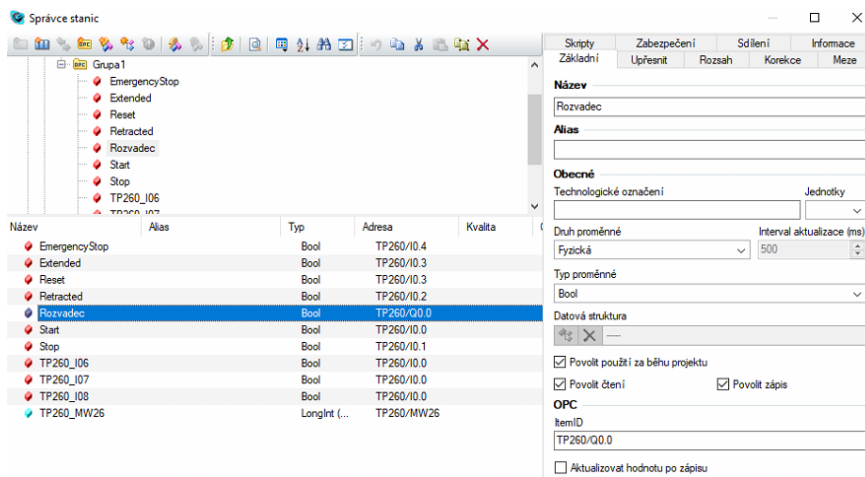 Správce stanic
Grupa1
EmergencyStop
Extended
Reset
Retracted
Rozvadec
Start
Stop
TP260_I06
TP260_I07
Název Alias Typ Adresa Kvalita
EmergencyStop Bool TP260/I0.4
Extended Bool TP260/I0.3
Reset Bool TP260/I0.3
Retracted Bool TP260/I0.2
Rozvadec Bool TP260/Q0.0
Start Bool TP260/I0.0
Stop Bool TP260/I0.1
TP260_I06 Bool TP260/I0.0
TP260_I07 Bool TP260/I0.0
TP260_I08 Bool TP260/I0.0
TP260_MW26 LongInt (... TP260/MW26
Skripty Zabezpečení Sdílení Informace
Základní Upřesnit Rozsah Korekce Meze
Název
Rozvadec
Alias
Obecné
Technologické označení Jednotky
Druh proměnné Interval aktualizace (ms)
Fyzická 500
Typ proměnné
Bool
Datová struktura
Povolit použití za běhu projektu
Povolit čtení Povolit zápis
OPC
ItemID
TP260/Q0.0
Aktualizovat hodnotu po zápisu